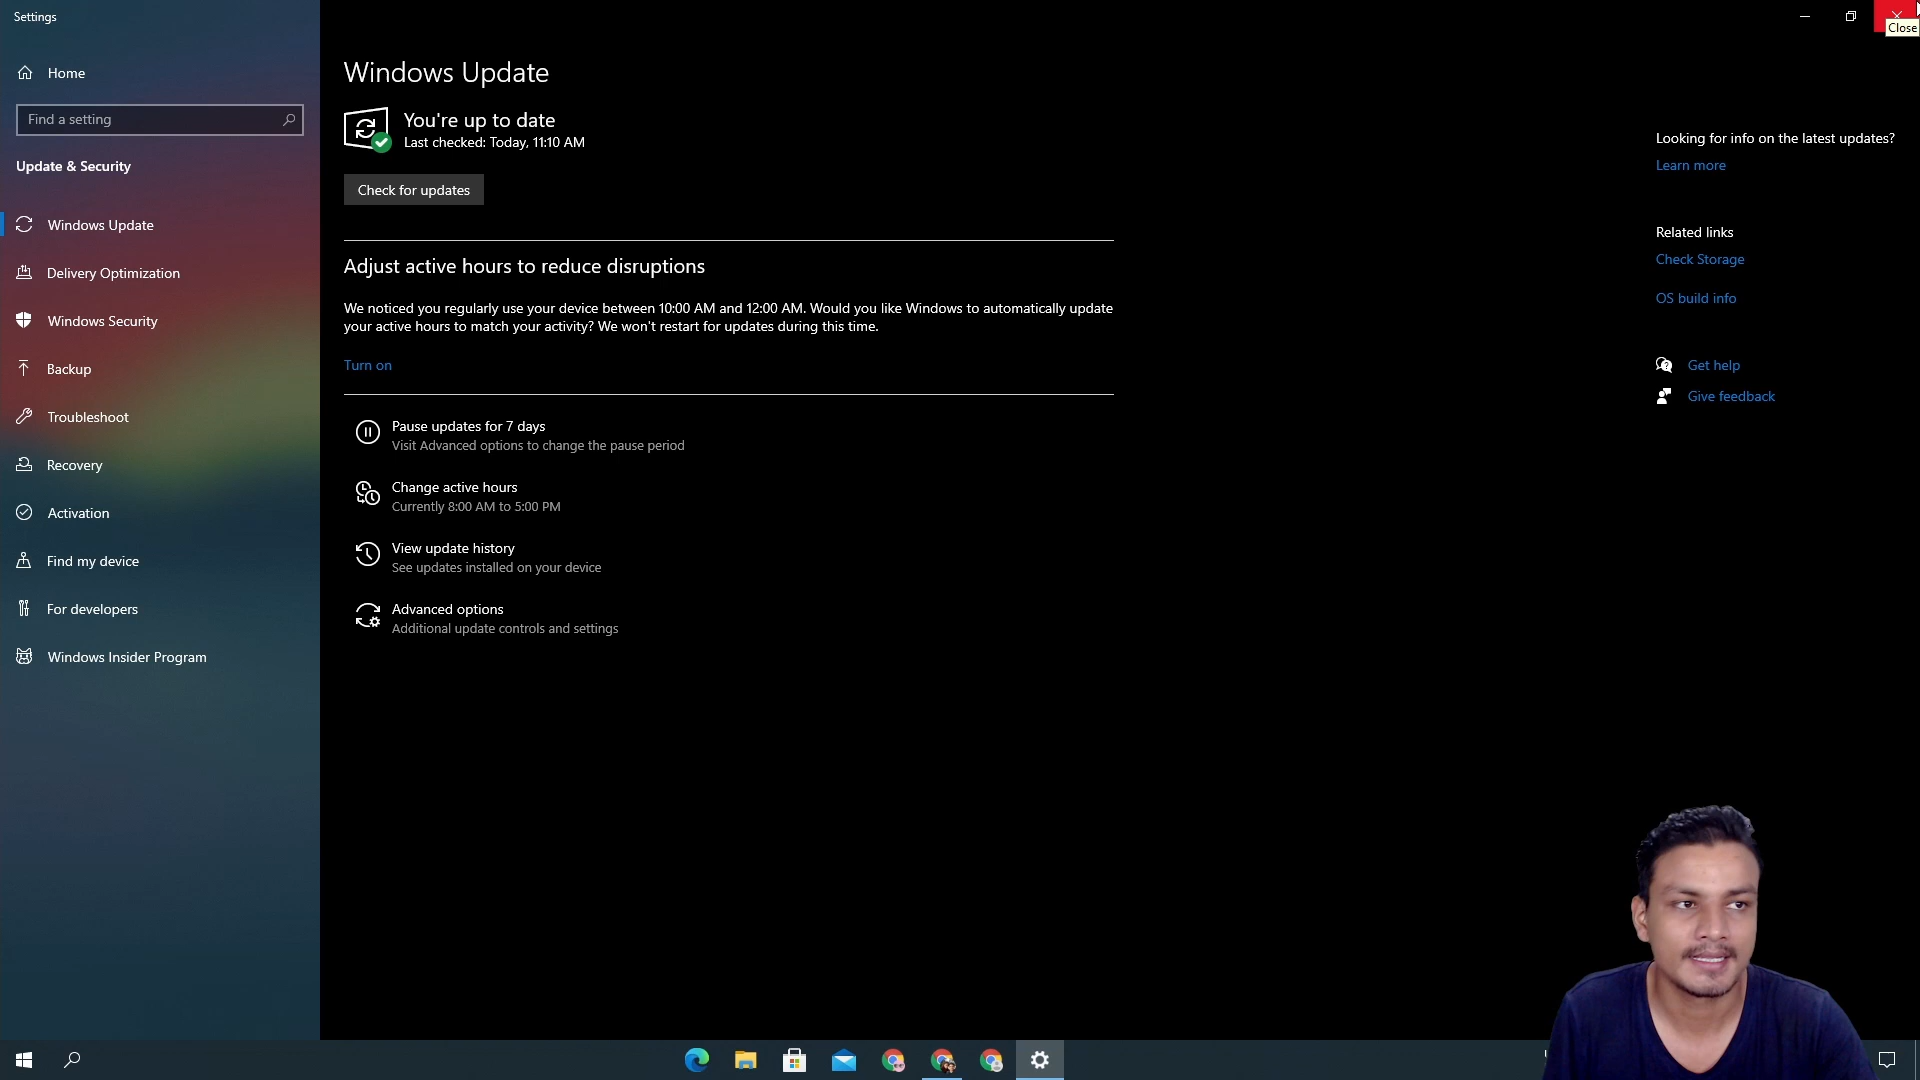 Settings
Close
Home
Find a setting
Update & Security
Windows Update
Delivery Optimization
Windows Security
Backup
Troubleshoot
Recovery
Activation
Find my device
For developers
Windows Insider Program
Windows Update
You're up to date
Last checked: Today, 11:10 AM
Check for updates
Adjust active hours to reduce disruptions
We noticed you regularly use your device between 10:00 AM and 12:00 AM. Would you like Windows to automatically update
your active hours to match your activity? We won't restart for updates during this time.
Turn on
Pause updates for 7 days
Visit Advanced options to change the pause period
Change active hours
Currently 8:00 AM to 5:00 PM
View update history
See updates installed on your device
Advanced options
Additional update controls and settings
Looking for info on the latest updates?
Learn more
Related links
Check Storage
OS build info
Get help
Give feedback